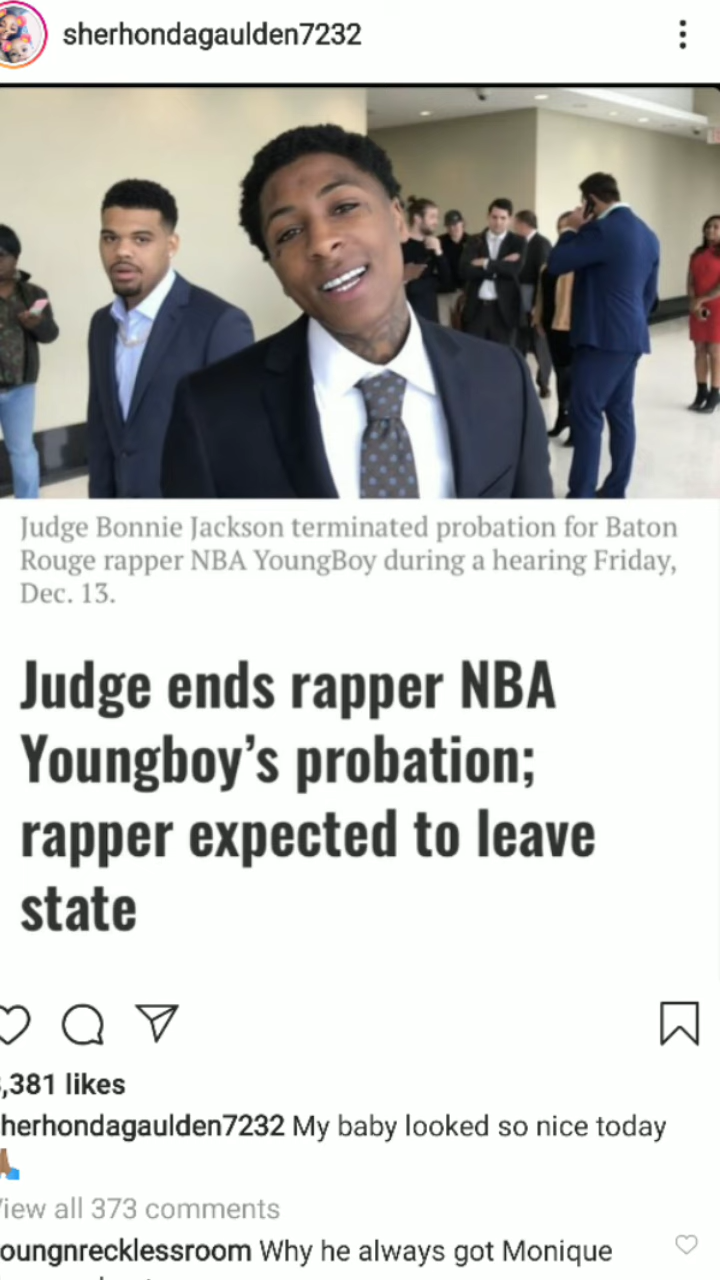 sherhondagaulden7232
Judge Bonnie Jackson terminated probation for Baton
Rouge rapper NBA YoungBoy during a hearing Friday,
Dec. 13.
Judge ends rapper NBA
Youngboy's probation;
rapper expected to leave
state
,381 likes
herhondagaulden7232 My baby looked so nice today
iew all 373 comments
oungnrecklessroom Why he always got Monique